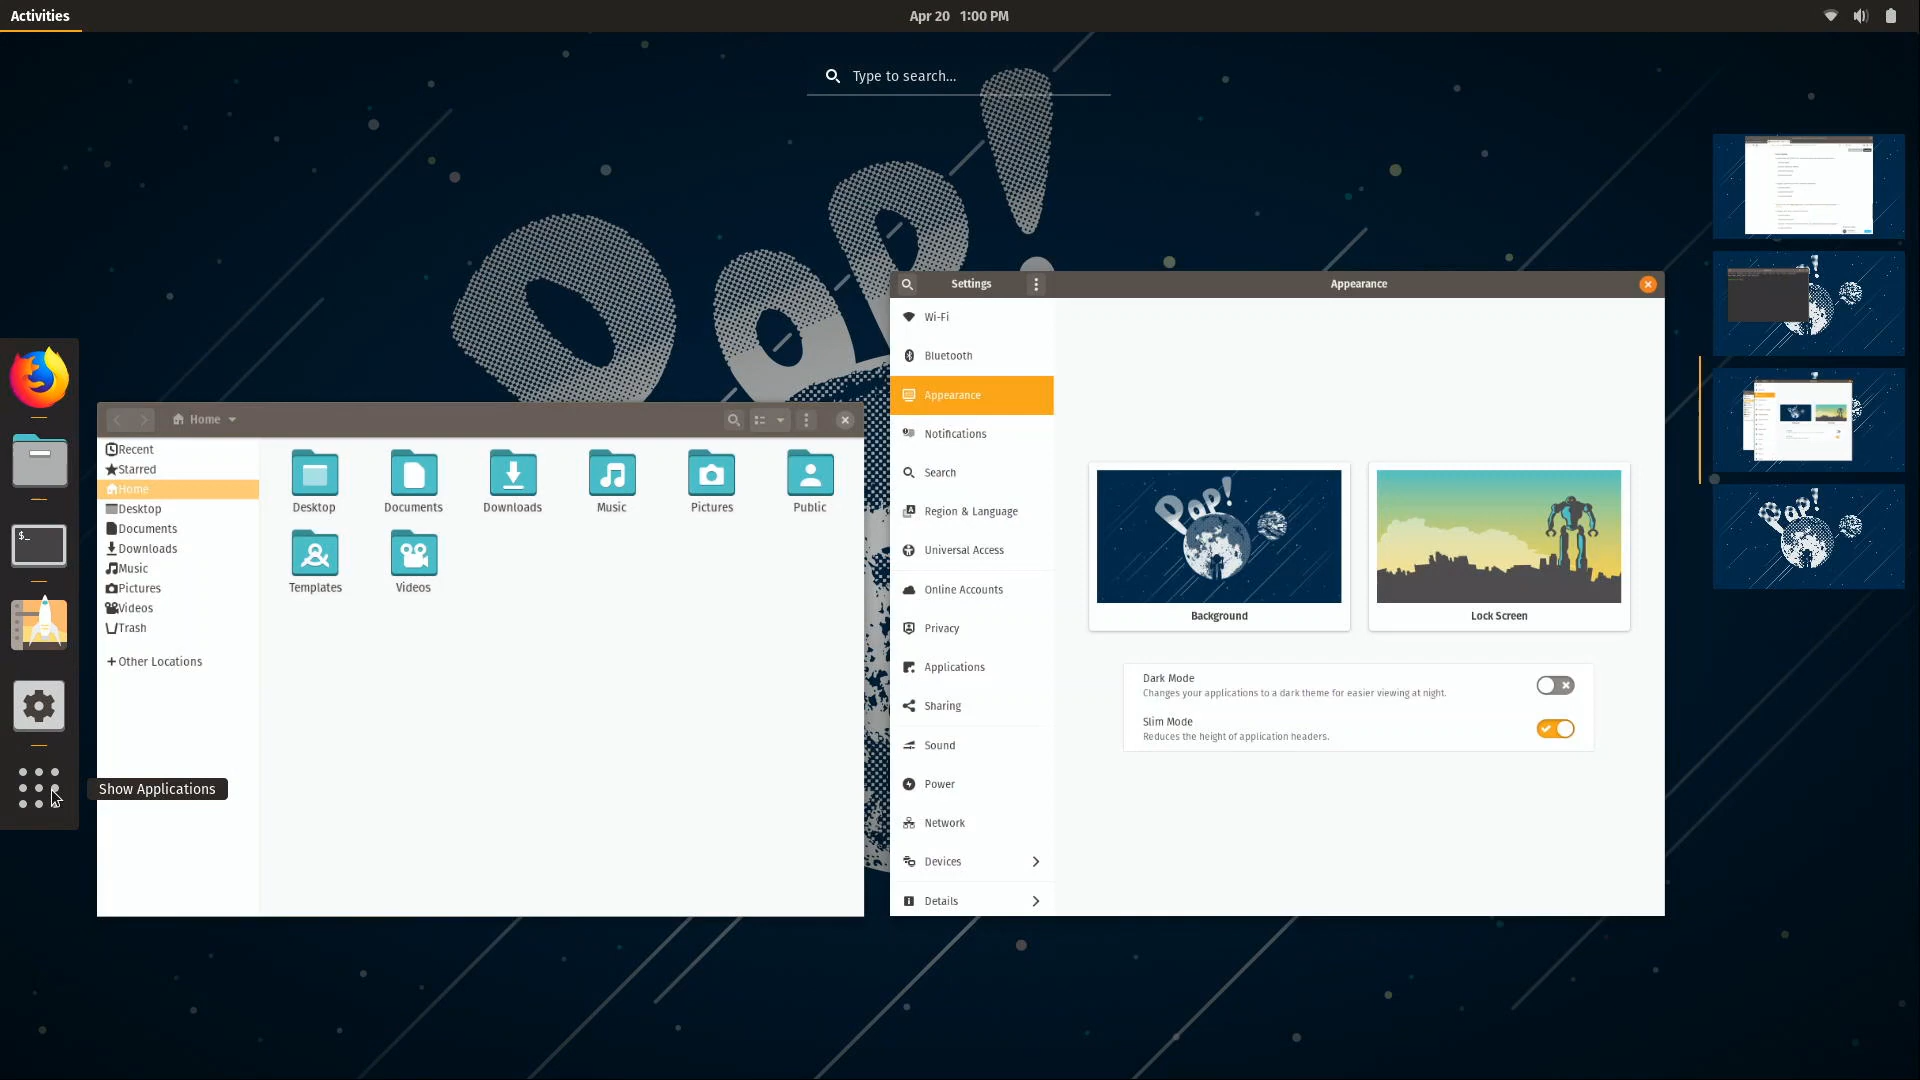 Activities
Apr 20 1:00 PM
Type to search...
Pop!
Home
Recent
Starred
Home
Desktop
Documents
Downloads
Music
Pictures
Videos
Trash
Other Locations
Desktop
Documents
Downloads
Music
Pictures
Public
Templates
Videos
Settings
Appearance
Wi-Fi
Bluetooth
Appearance
Notifications
Search
Region & Language
Universal Access
Online Accounts
Privacy
Applications
Sharing
Sound
Power
Network
Devices
Details
Pop!
Background
Lock Screen
Dark Mode
Changes your applications to a dark theme for easier viewing at night.
Slim Mode
Reduces the height of application headers.
$_
Show Applications
Pop!